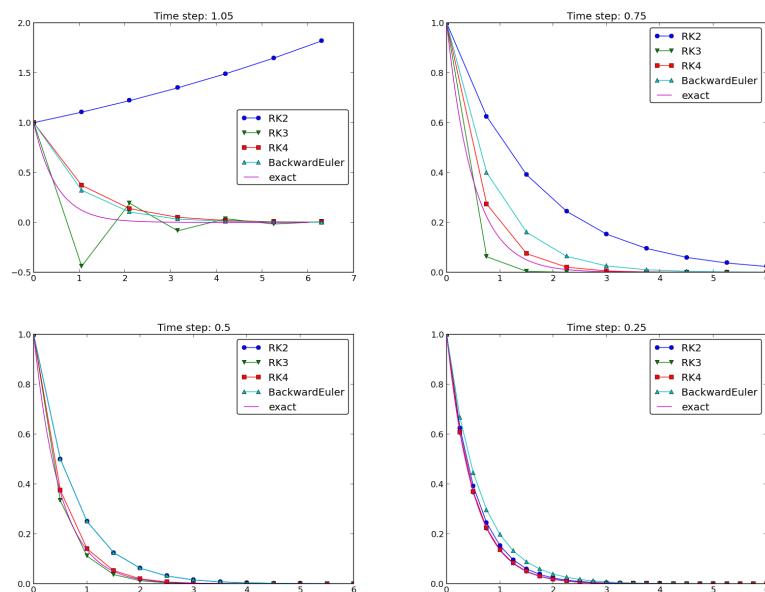 Time step: 1.05
2.0
1.5
1.0
0.5
0.0
−0.5
0 1 2 3 4 5 6 7
RK2
RK3
RK4
BackwardEuler
exact
Time step: 0.75
1.0
0.8
0.6
0.4
0.2
0.0
0 1 2 3 4 5
RK2
RK3
RK4
BackwardEuler
exact
Time step: 0.5
1.0
0.8
0.6
0.4
0.2
0.0
0 1 2 3 4 5 6
RK2
RK3
RK4
BackwardEuler
exact
Time step: 0.25
1.0
0.8
0.6
0.4
0.2
0.0
0 1 2 3 4 5
RK2
RK3
RK4
BackwardEuler
exact